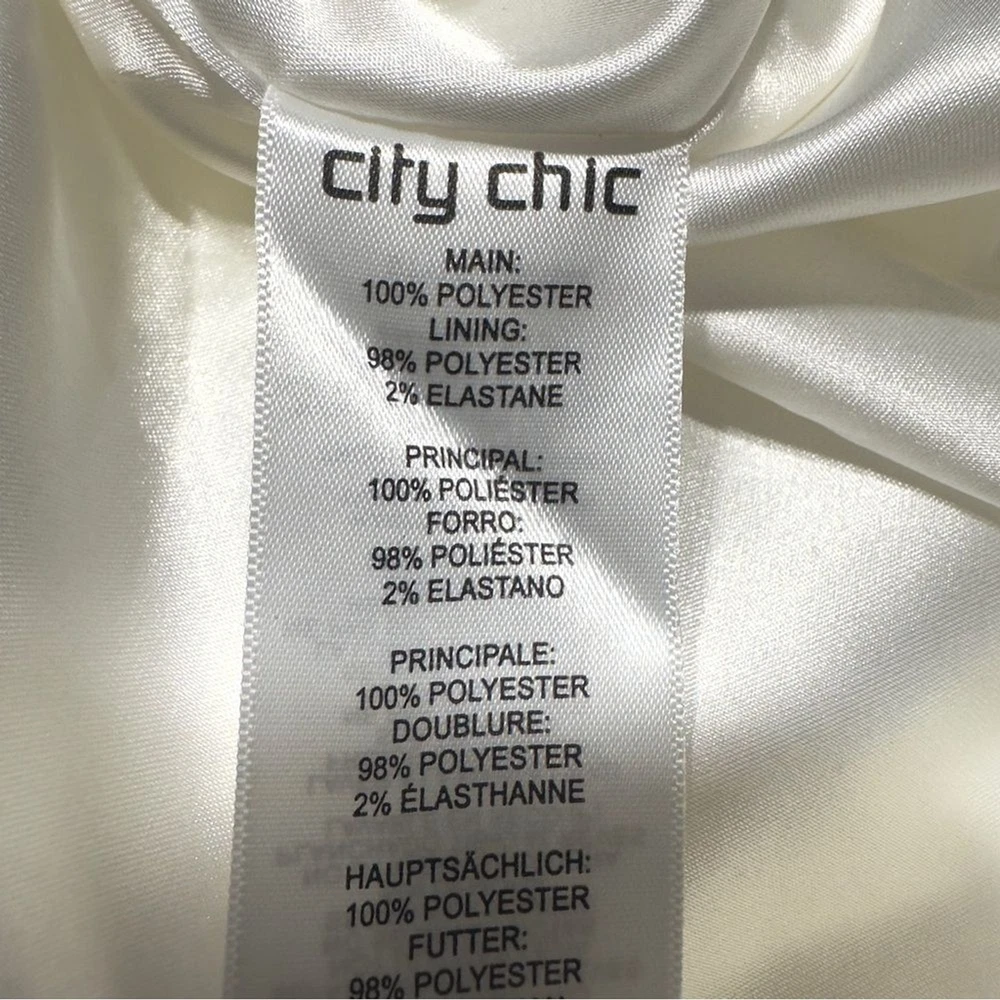 city chic
MAIN:
100% POLYESTER
LINING:
98% POLYESTER
2% ELASTANE
PRINCIPAL:
100% POLIÉSTER
FORRO:
98% POLIÉSTER
2% ELASTANO
PRINCIPALE:
100% POLYESTER
DOUBLURE:
98% POLYESTER
2% ÉLASTHANNE
HAUPTSÄCHLICH:
100% POLYESTER
FUTTER:
98% POLYESTER